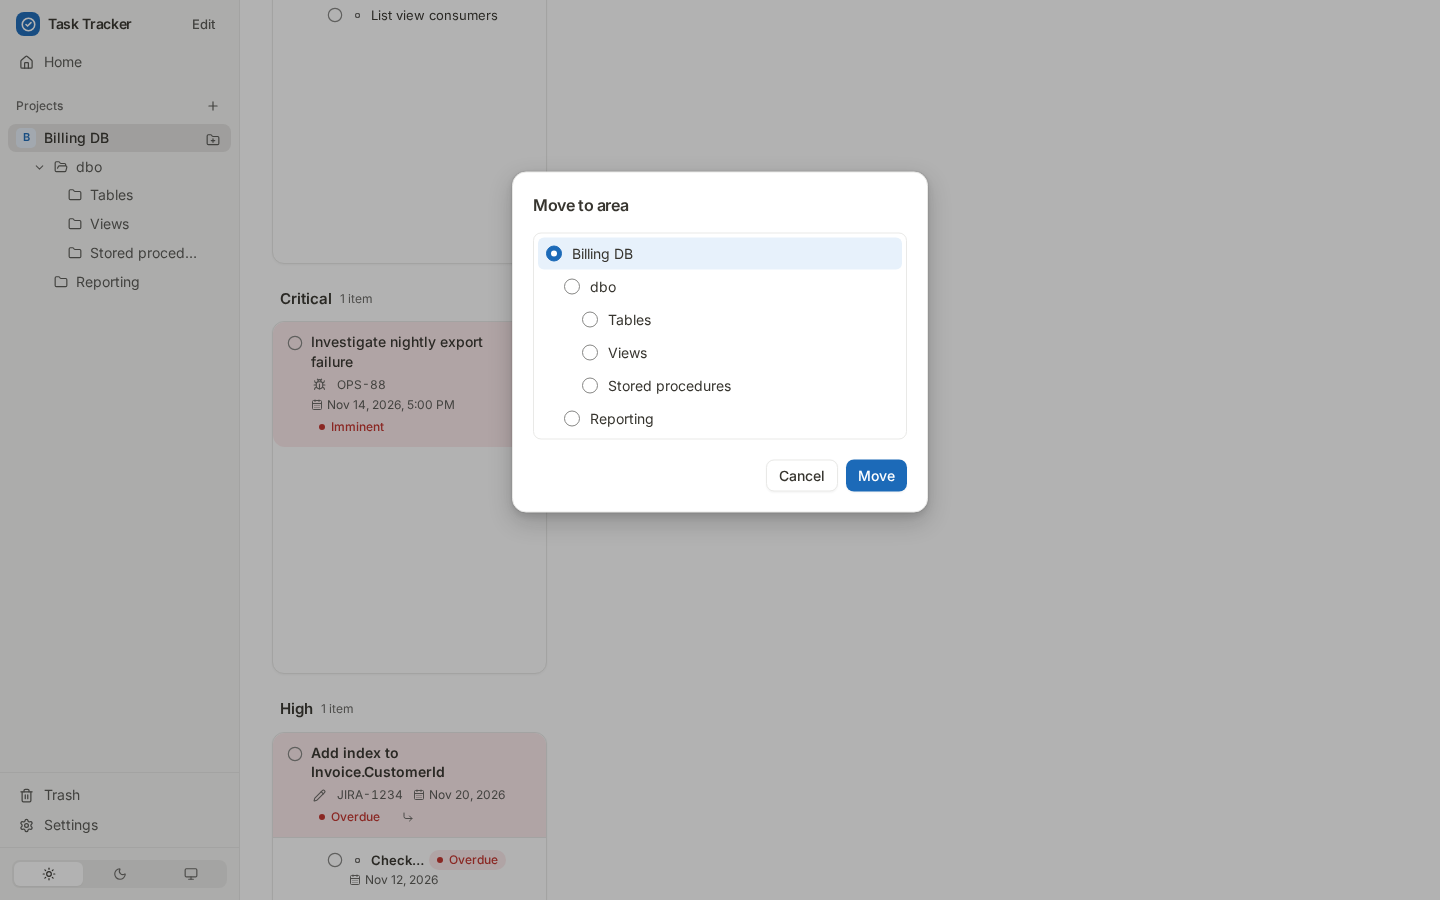 Task Tracker
Edit
Home
Projects
B
Billing DB
dbo
Tables
Views
Stored proced...
Reporting
Trash
Settings
List view consumers
Critical 1 item
Investigate nightly export
failure
OPS-88
Nov 14, 2026, 5:00 PM
Imminent
High 1 item
Add index to
Invoice.CustomerId
JIRA-1234 Nov 20, 2026
Overdue
Check... Overdue
Nov 12, 2026
Move to area
Billing DB
dbo
Tables
Views
Stored procedures
Reporting
Cancel
Move